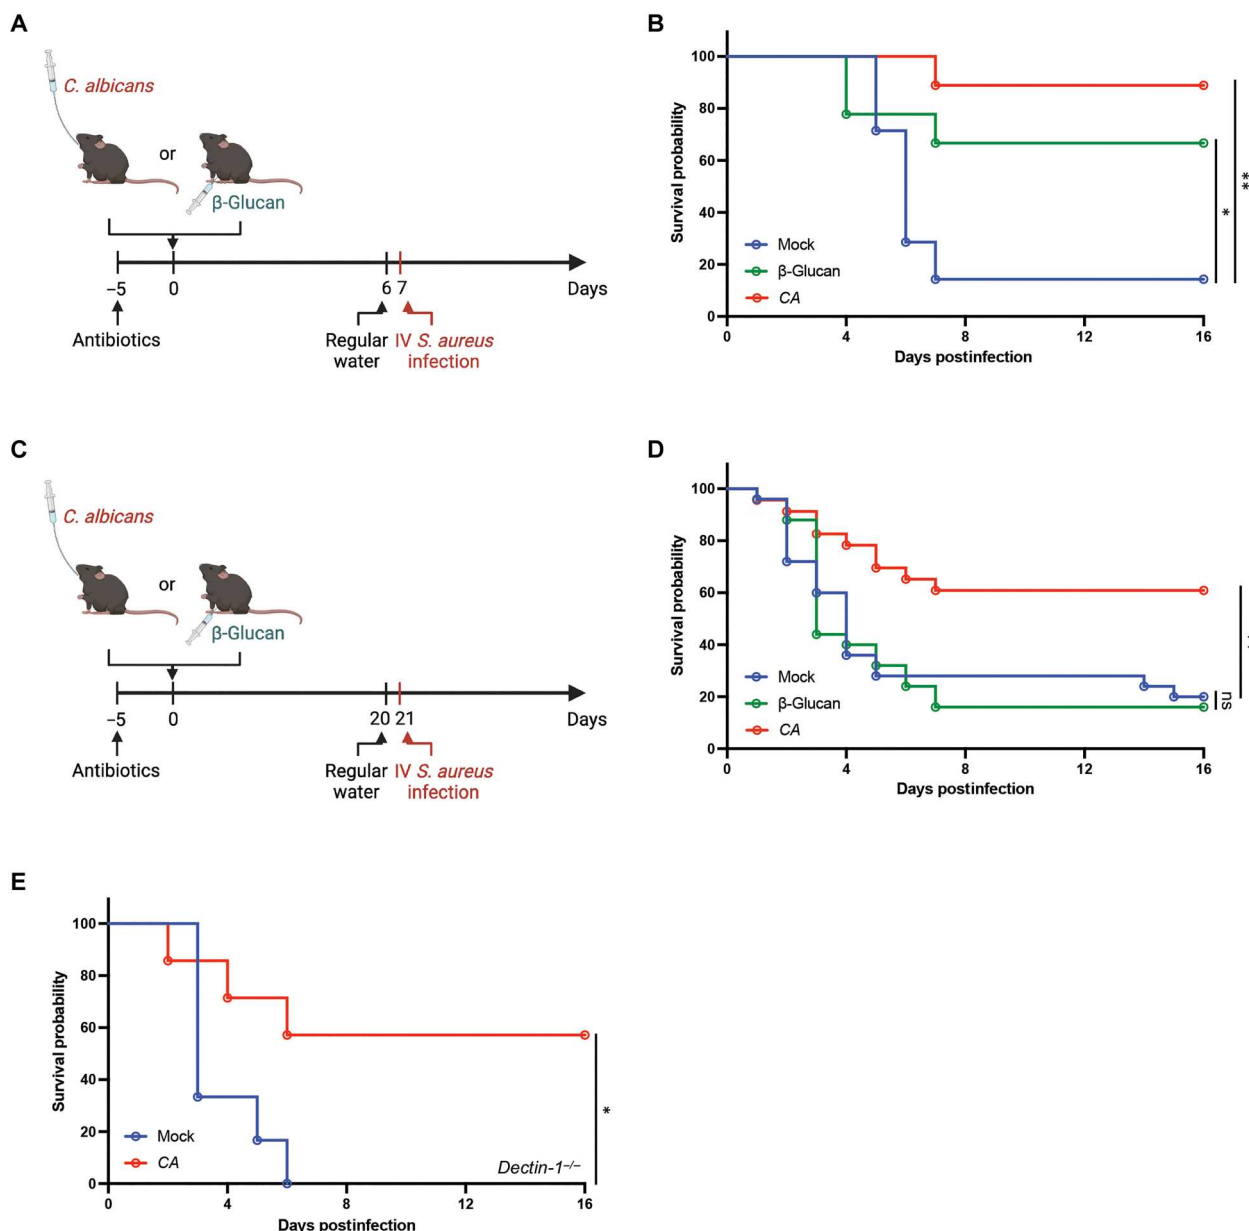 A
C. albicans
or
β-Glucan
–5
0
6
7
Days
Antibiotics
Regular
water
IV S. aureus
infection
B
Survival probability
100
80
60
40
20
0
Mock
β-Glucan
CA
*
**
0
4
8
12
16
Days postinfection
C
C. albicans
or
β-Glucan
–5
0
20
21
Days
Antibiotics
Regular
water
IV S. aureus
infection
D
Survival probability
100
80
60
40
20
0
Mock
β-Glucan
CA
ns
0
4
8
12
16
Days postinfection
E
Survival probability
100
80
60
40
20
0
Mock
CA
Dectin-1–/–
*
0
4
8
12
16
Days postinfection